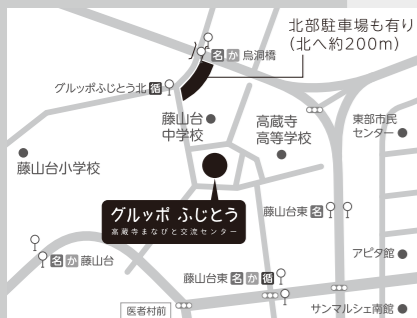 北部駐車場も有り
(北へ約200m)
名 か 烏洞橋
グルッポふじとう北 循
藤山台
中学校
高蔵寺
高等学校
東部市民
センター
藤山台小学校
グルッポ ふじとう
高蔵寺まなびと交流センター
藤山台東 名
名 か 藤山台
アピタ館
藤山台東 名 か 循
医者村前
サンマルシェ南館